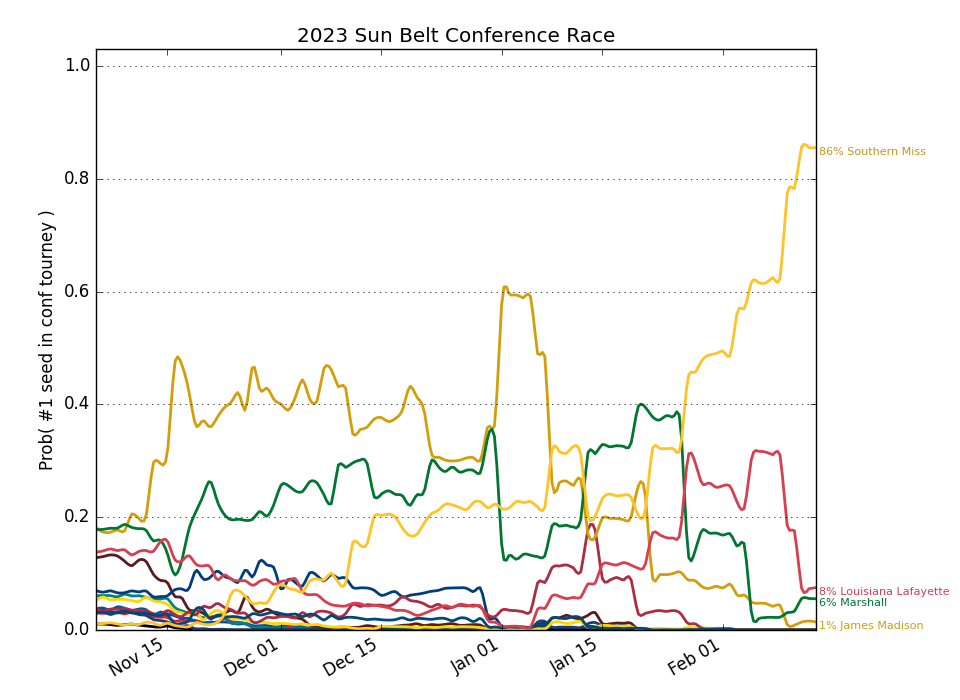 2023 Sun Belt Conference Race
Prob( #1 seed in conf tourney )
1.0
0.8
0.6
0.4
0.2
0.0
86% Southern Miss
8% Louisiana Lafayette
6% Marshall
1% James Madison
Nov 15
Dec 01
Dec 15
Jan 01
Jan 15
Feb 01